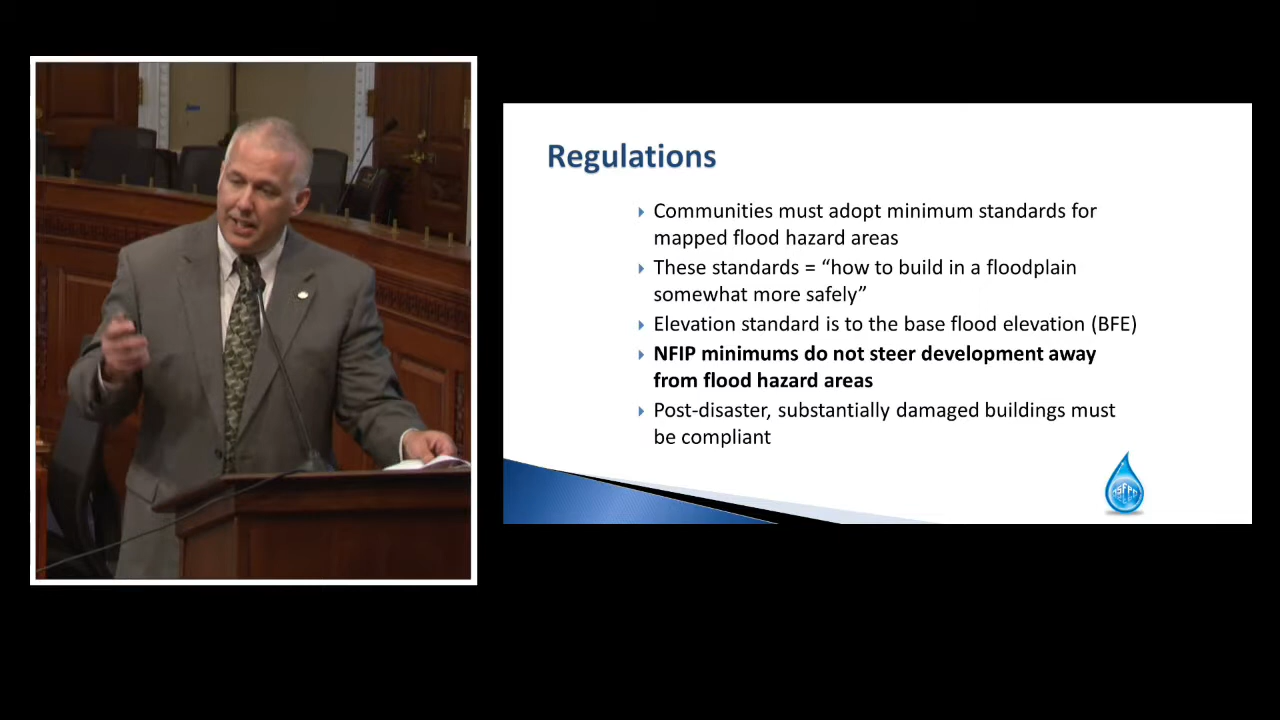 Regulations
Communities must adopt minimum standards for
mapped flood hazard areas
These standards = “how to build in a floodplain
somewhat more safely”
Elevation standard is to the base flood elevation (BFE)
NFIP minimums do not steer development away
from flood hazard areas
Post-disaster, substantially damaged buildings must
be compliant